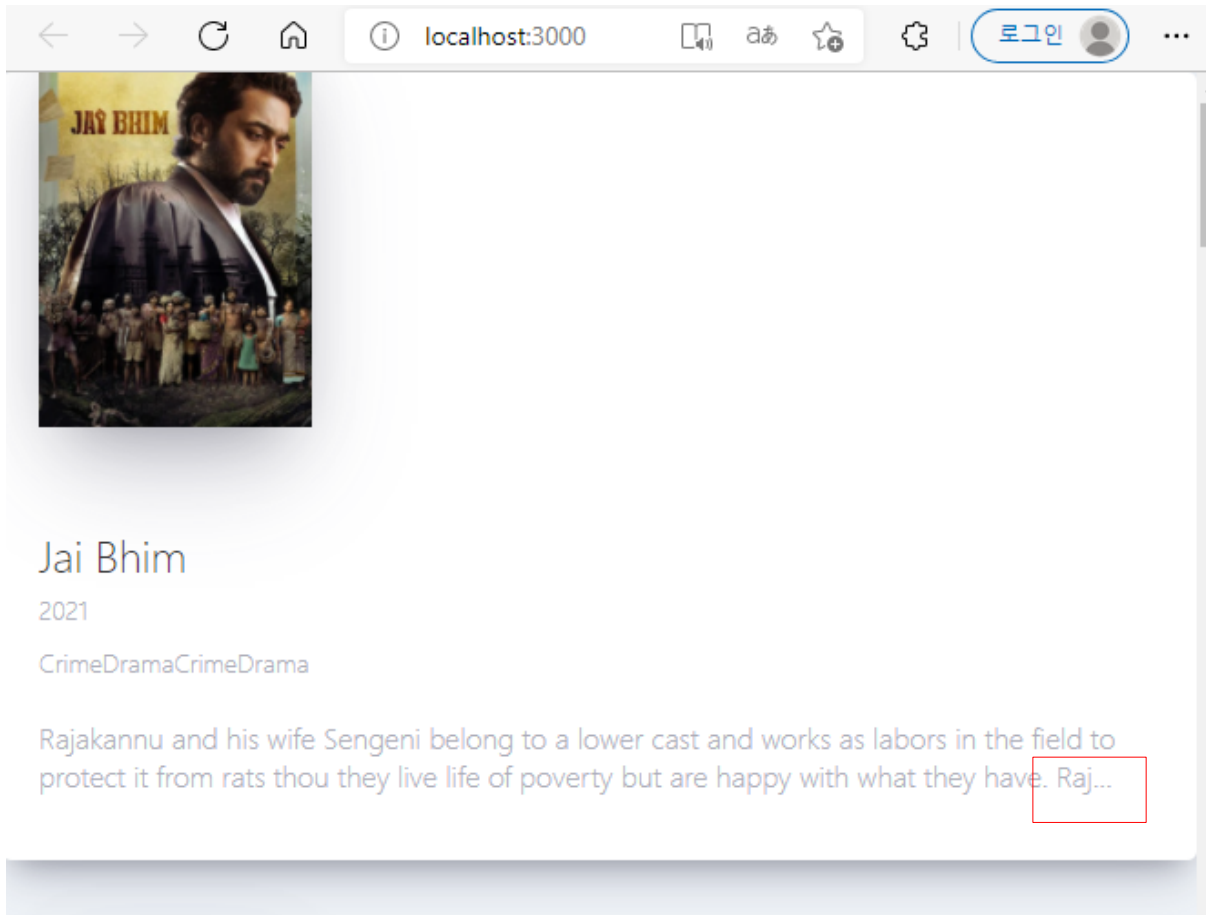 localhost:3000
aあ
로그인
JAI BHIM
Jai Bhim
2021
CrimeDramaCrimeDrama
Rajakannu and his wife Sengeni belong to a lower cast and works as labors in the field to
protect it from rats thou they live life of poverty but are happy with what they have. Raj...